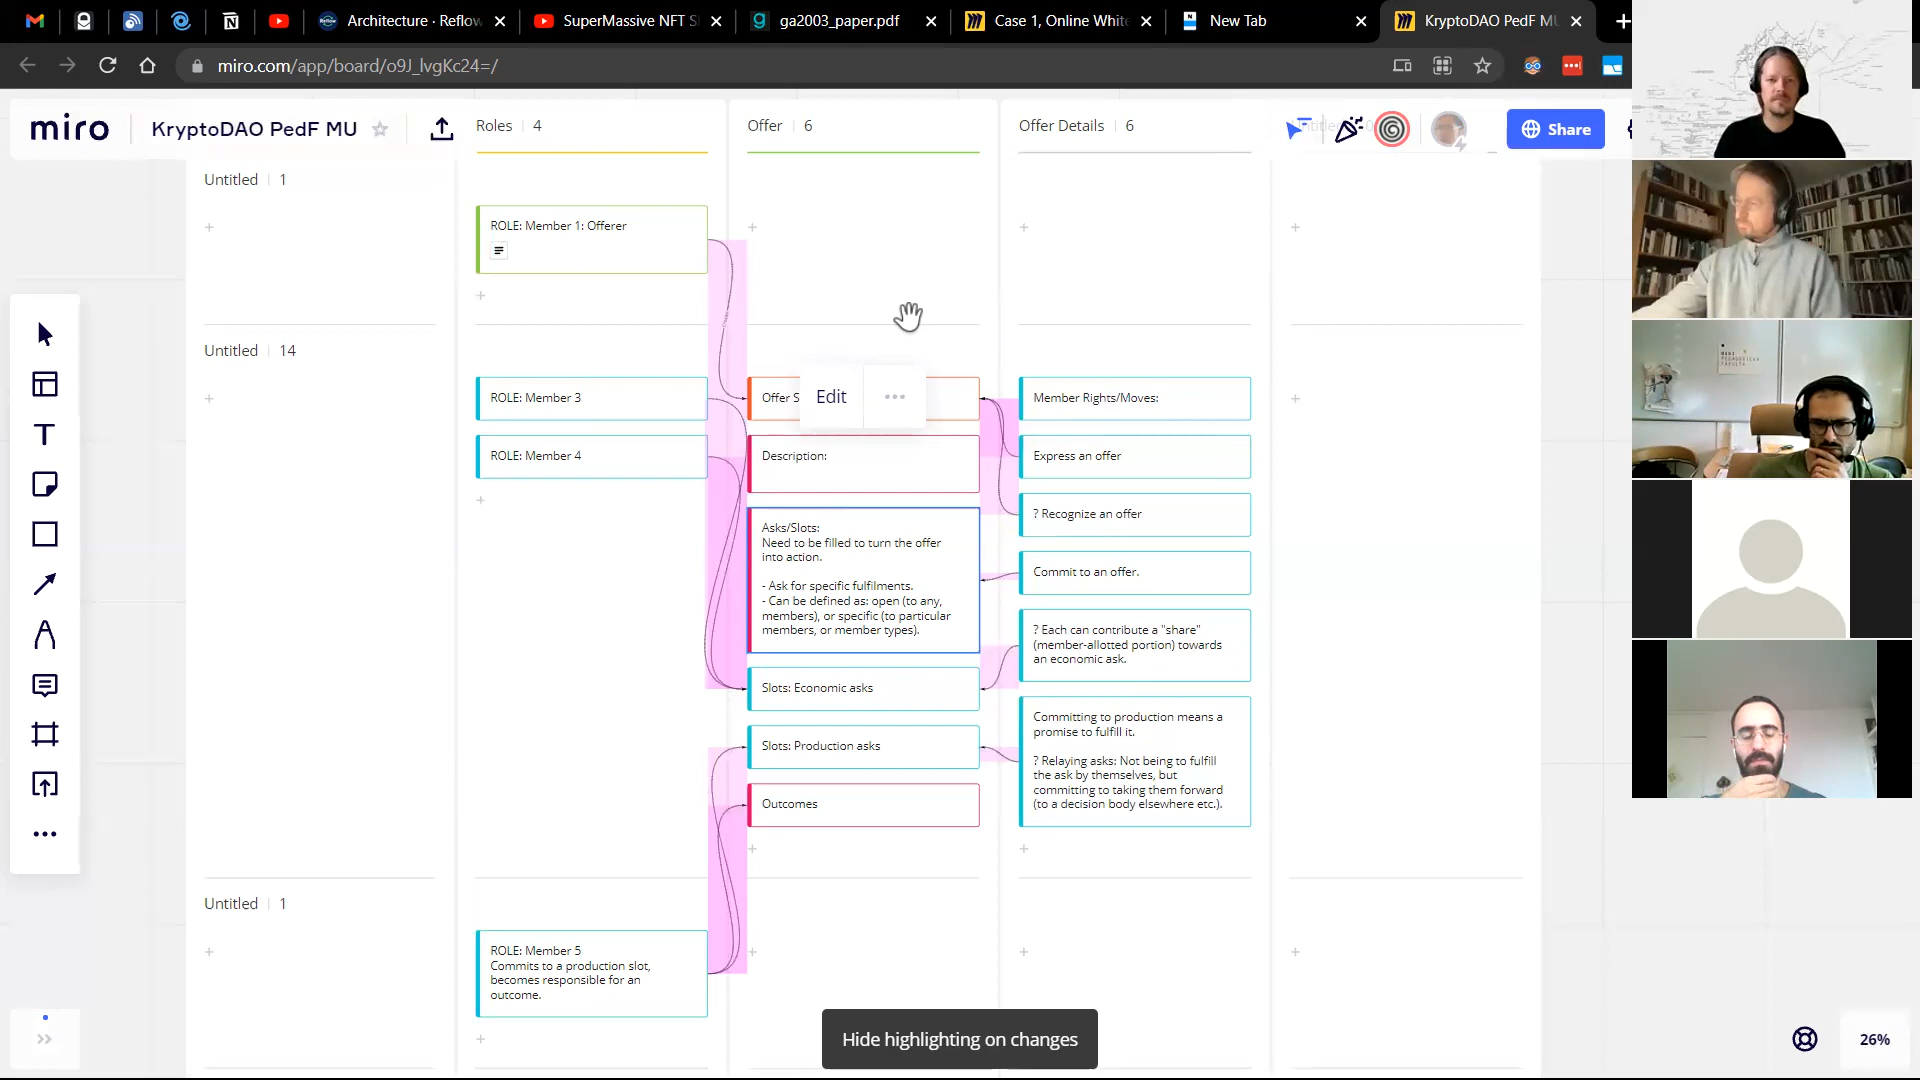 Architecture · Reflow
SuperMassive NFT S
ga2003_paper.pdf
Case 1, Online White
New Tab
KryptoDAO PedF MU
miro.com/app/board/o9J_lvgKc24=/
miro
KryptoDAO PedF MU
Roles | 4
Offer | 6
Offer Details | 6
Share
Untitled | 1
ROLE: Member 1: Offerer
Untitled | 14
ROLE: Member 3
Offer S
Edit
Member Rights/Moves:
ROLE: Member 4
Description:
Express an offer
? Recognize an offer
Asks/Slots:
Need to be filled to turn the offer
into action.
- Ask for specific fulfilments.
- Can be defined as: open (to any,
members), or specific (to particular
members, or member types).
Commit to an offer.
? Each can contribute a "share"
(member-allotted portion) towards
an economic ask.
Slots: Economic asks
Committing to production means a
promise to fulfill it.
? Relaying asks: Not being to fulfill
the ask by themselves, but
committing to taking them forward
(to a decision body elsewhere etc.).
Slots: Production asks
Outcomes
Untitled | 1
ROLE: Member 5
Commits to a production slot,
becomes responsible for an
outcome.
Hide highlighting on changes
26%